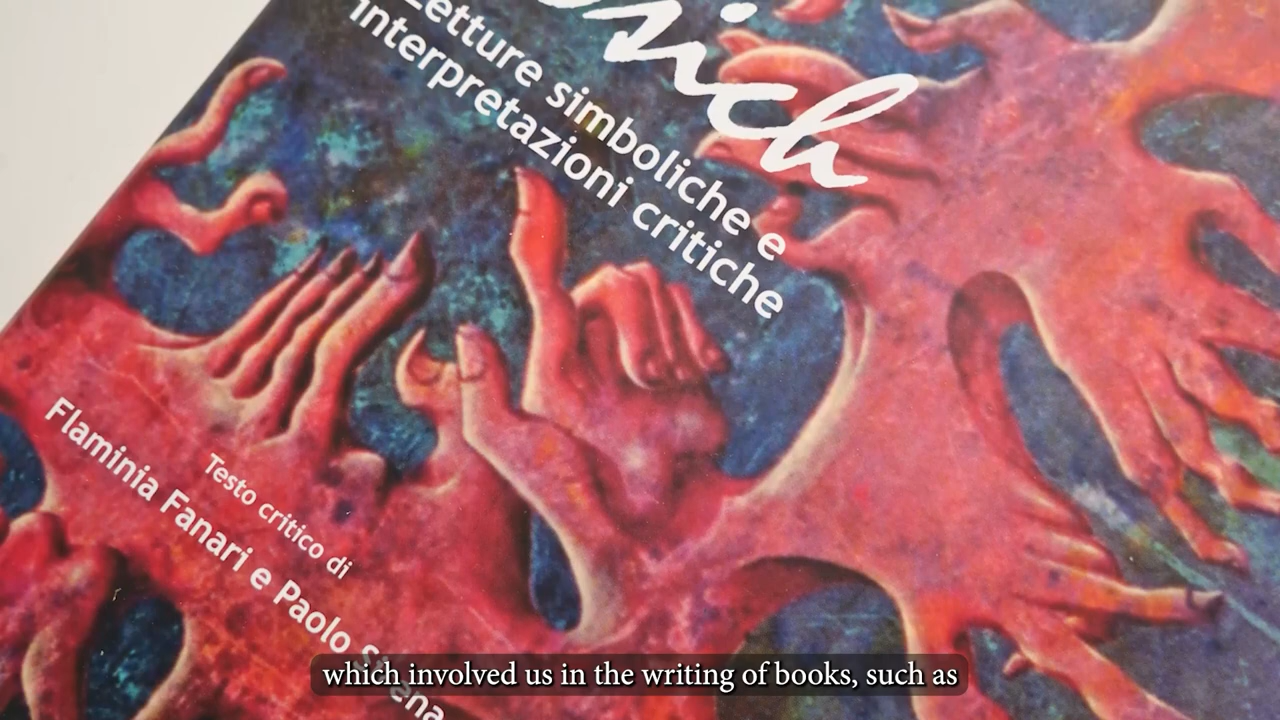 Letture simboliche e
interpretazioni critiche
Testo critico di
Flaminia Fanari e Paolo
which involved us in the writing of books, such as